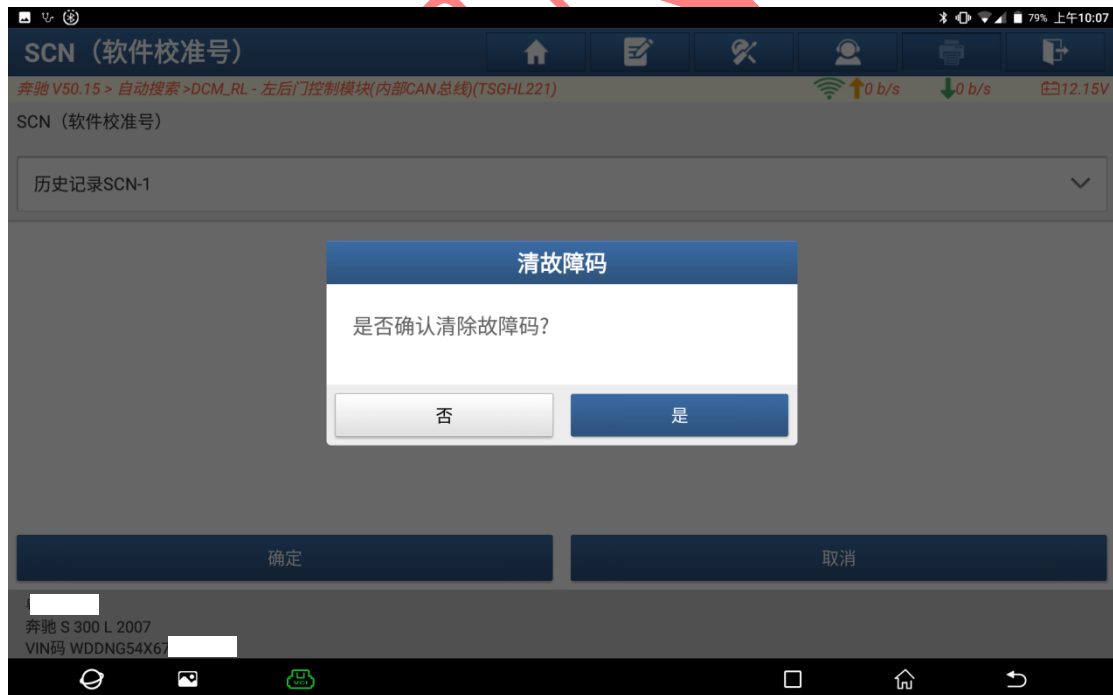 79% 上午10:07
SCN（软件校准号）
奔驰 V50.15 > 自动搜索 >DCM_RL - 左后门控制模块(内部CAN总线)(TSGHL221)
0 b/s
0 b/s
12.15V
SCN（软件校准号）
历史记录SCN-1
清故障码
是否确认清除故障码?
否
是
确定
取消
奔驰 S 300 L 2007
VIN码 WDDNG54X67
VCI